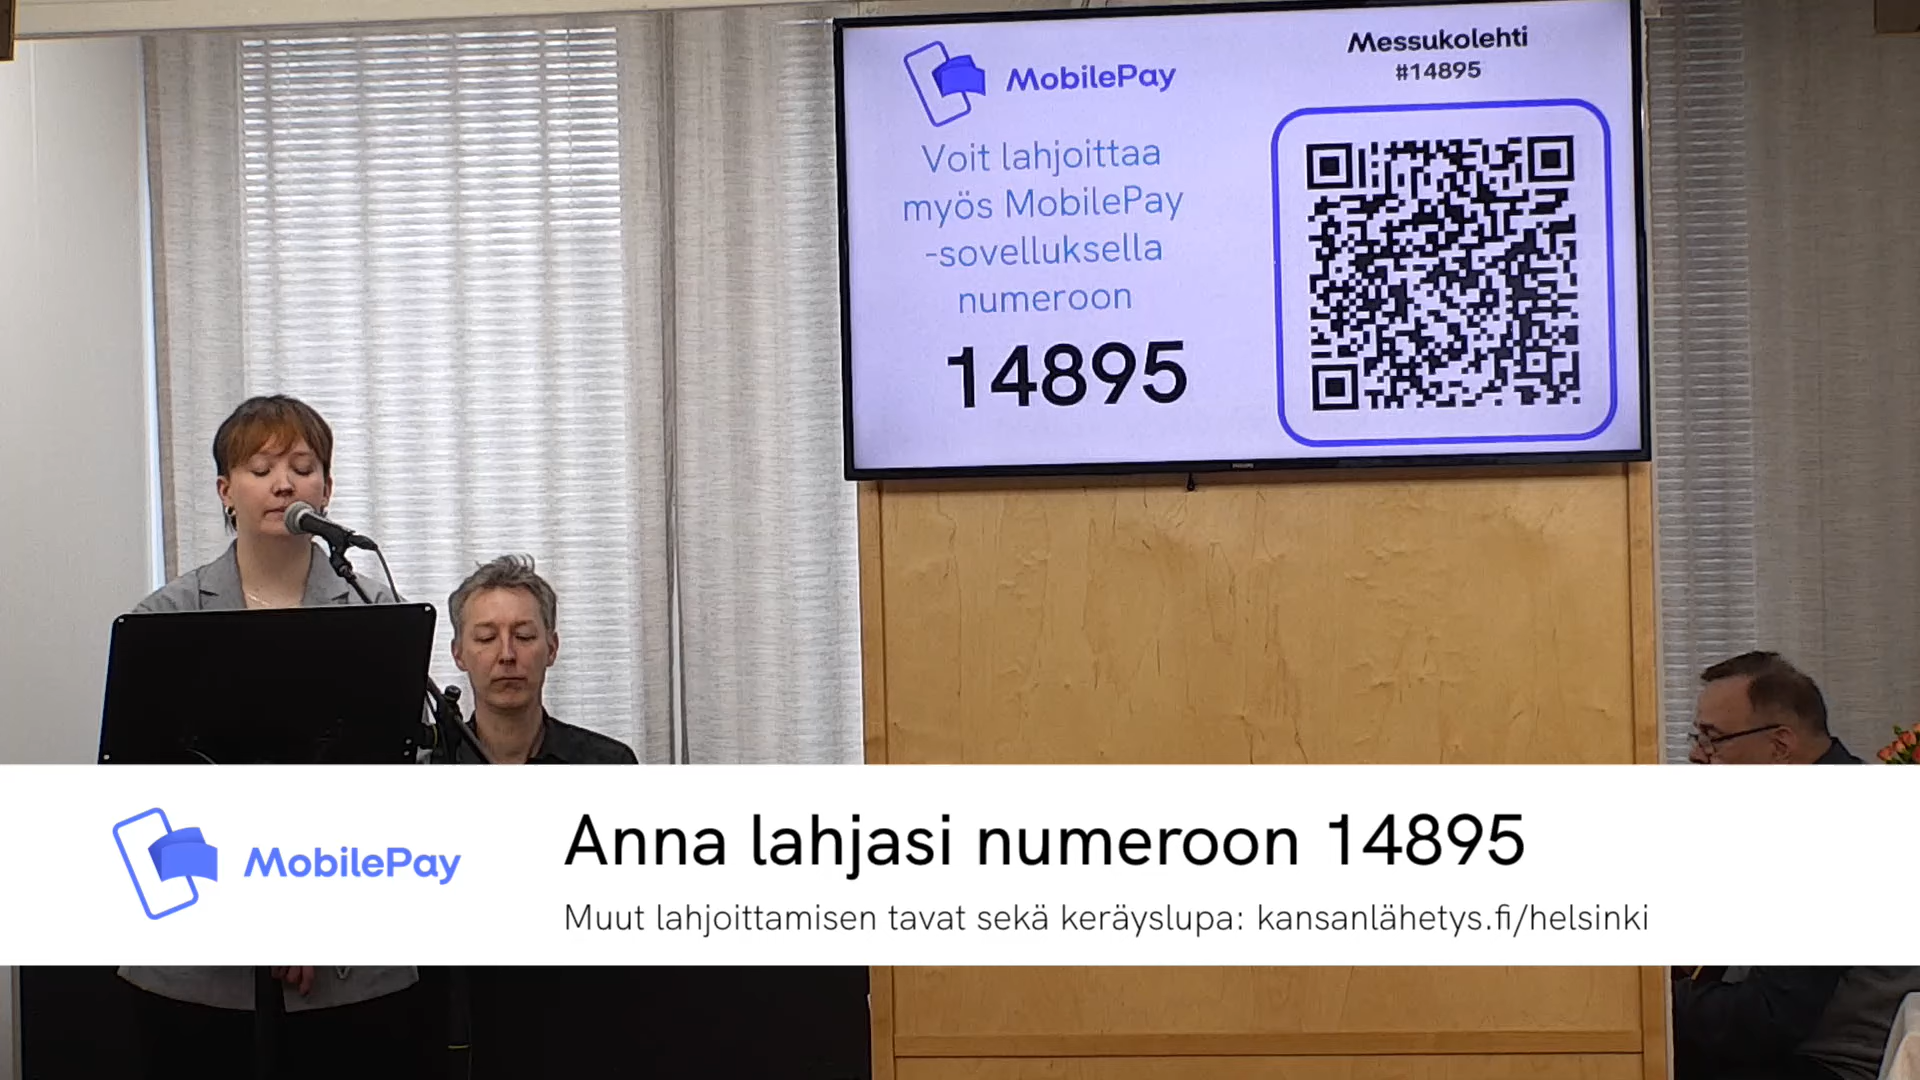 MobilePay
Voit lahjoittaa
myös MobilePay
-sovelluksella
numeroon
14895
Messukolehti
#14895
MobilePay
Anna lahjasi numeroon 14895
Muut lahjoittamisen tavat sekä keräyslupa: kansanlähetys.fi/helsinki